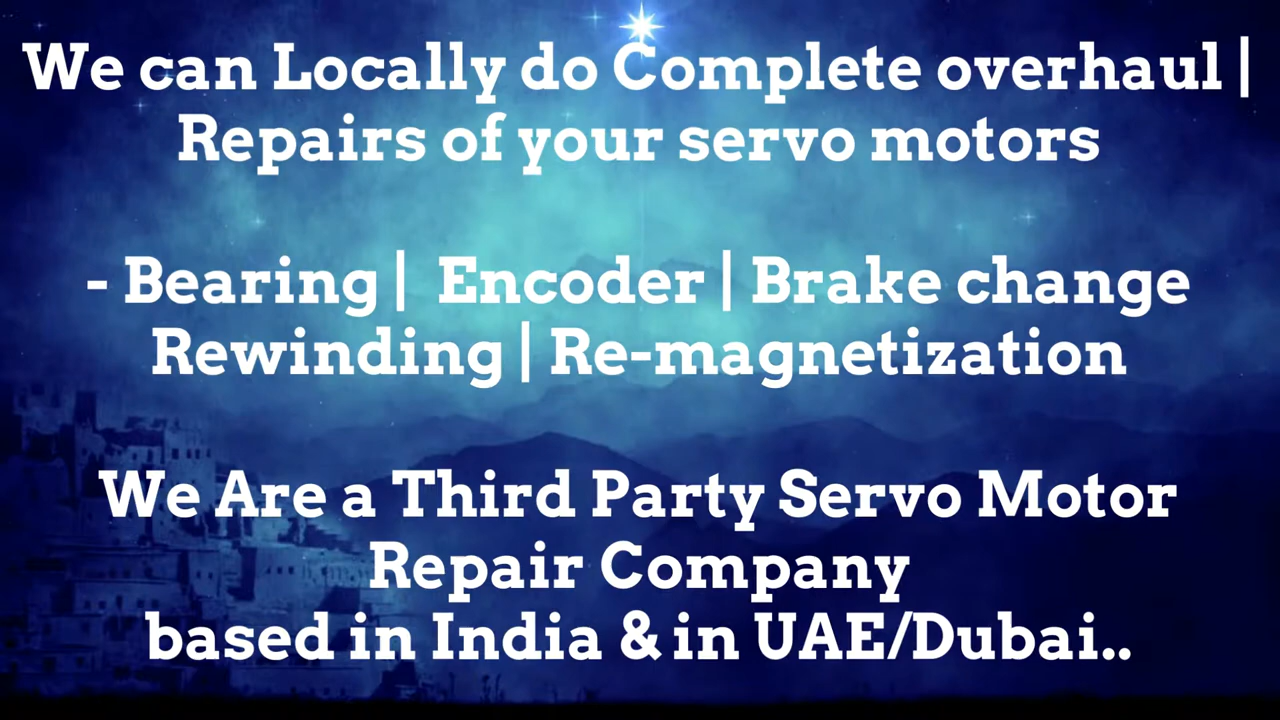 We can Locally do Complete overhaul |
Repairs of your servo motors
- Bearing | Encoder | Brake change
Rewinding | Re-magnetization
We Are a Third Party Servo Motor
Repair Company
based in India & in UAE/Dubai..